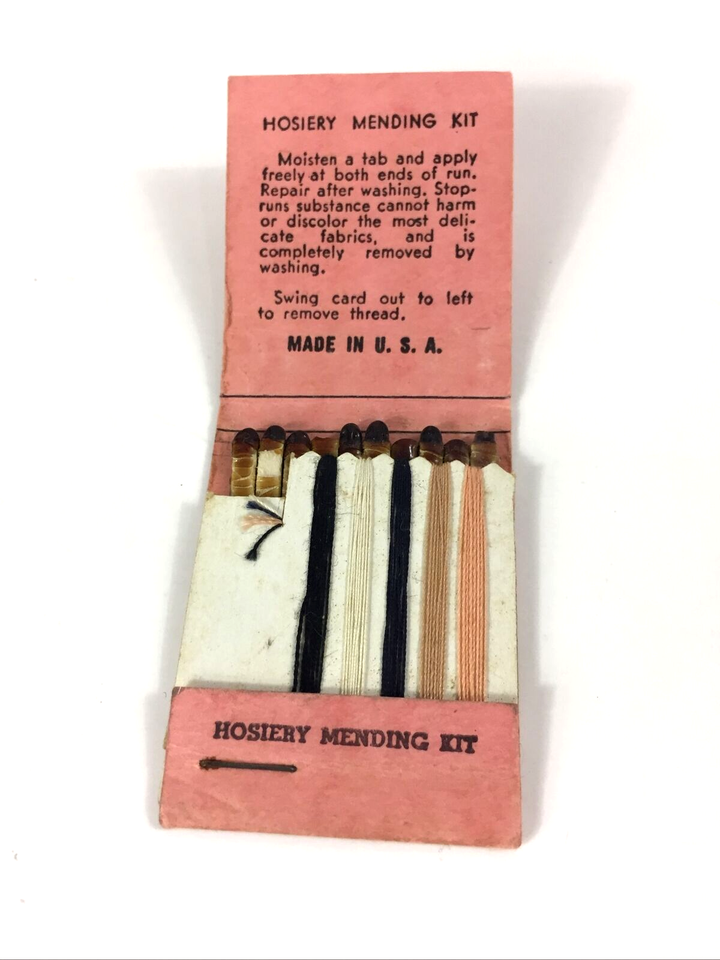 HOSIERY MENDING KIT
Moisten a tab and apply
freely at both ends of run.
Repair after washing. Stop-
runs substance cannot harm
or discolor the most deli-
cate fabrics, and is
completely removed by
washing.
Swing card out to left
to remove thread.
MADE IN U. S. A.
HOSIERY MENDING KIT